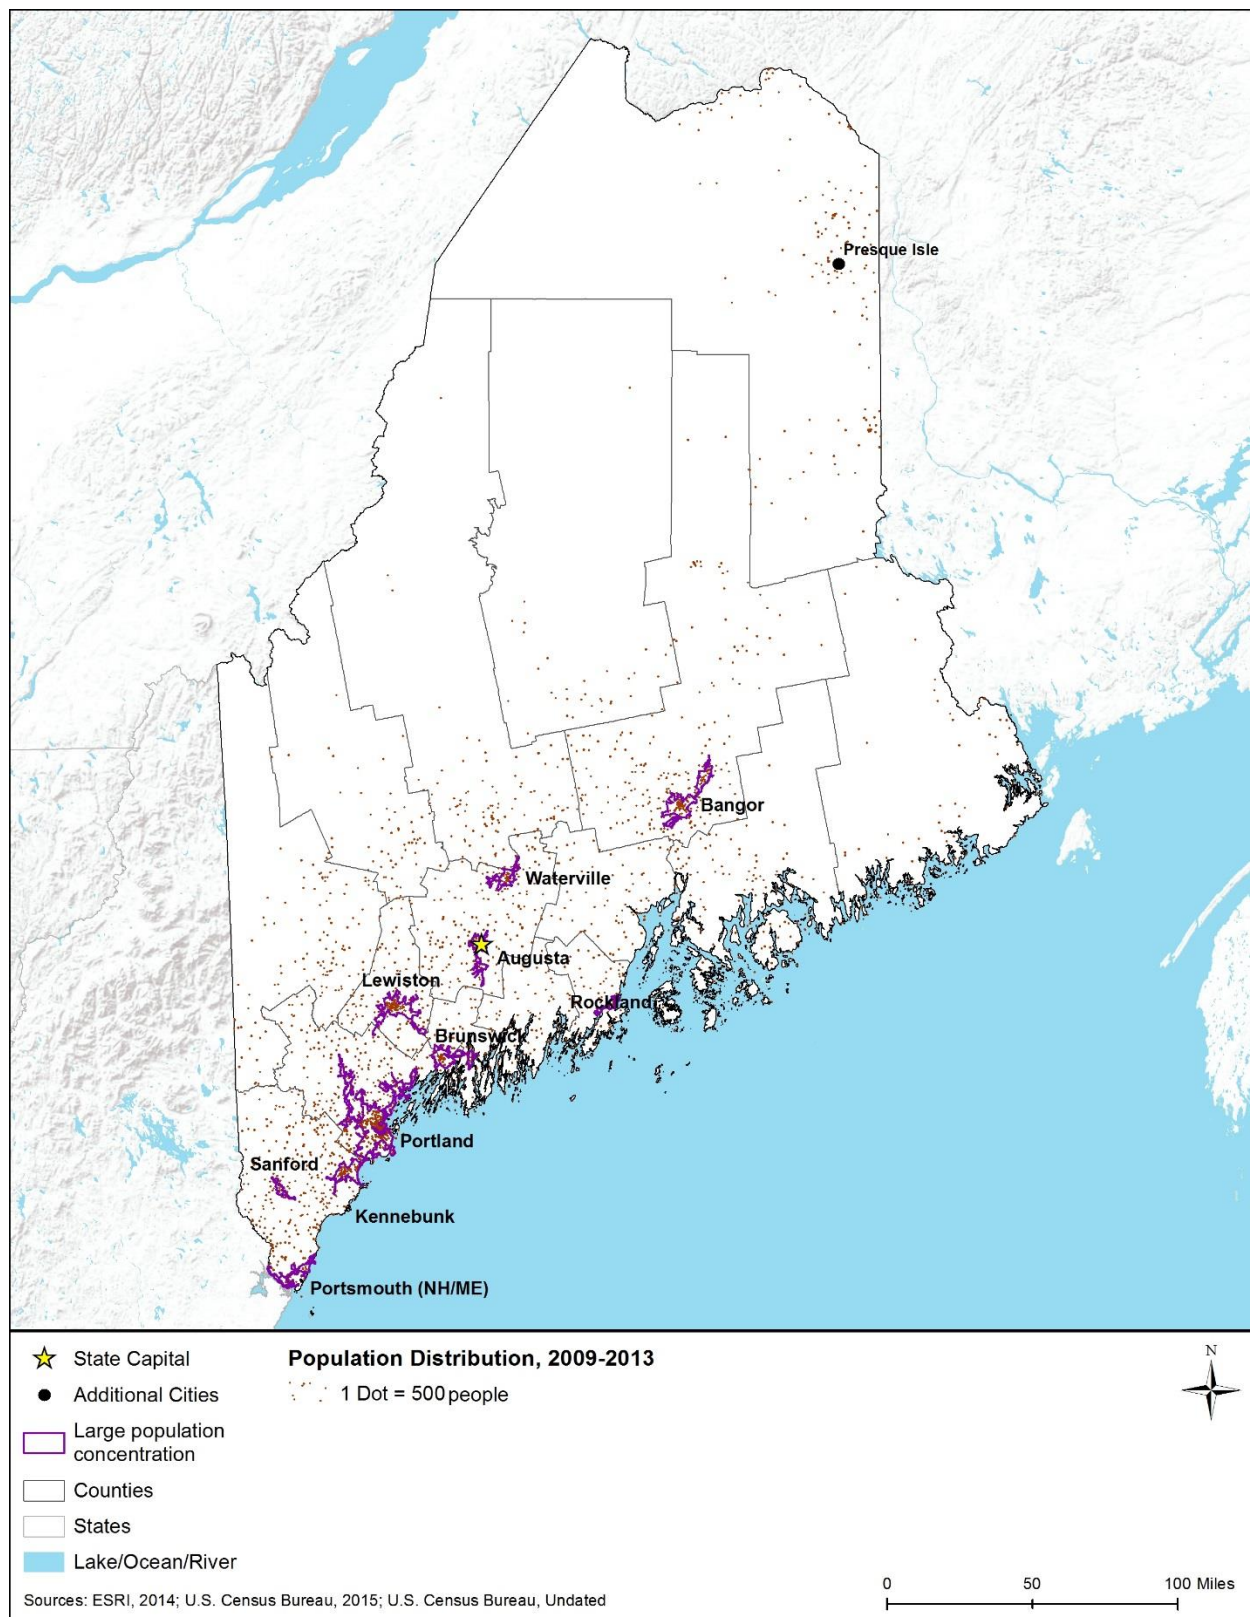 Presque Isle
Bangor
Waterville
Augusta
Lewiston
Rockland
Brunswick
Portland
Sanford
Kennebunk
Portsmouth (NH/ME)
State Capital
Population Distribution, 2009-2013
N
Additional Cities
1 Dot = 500 people
Large population
concentration
Counties
States
Lake/Ocean/River
0 50 100 Miles
Sources: ESRI, 2014; U.S. Census Bureau, 2015; U.S. Census Bureau, Undated